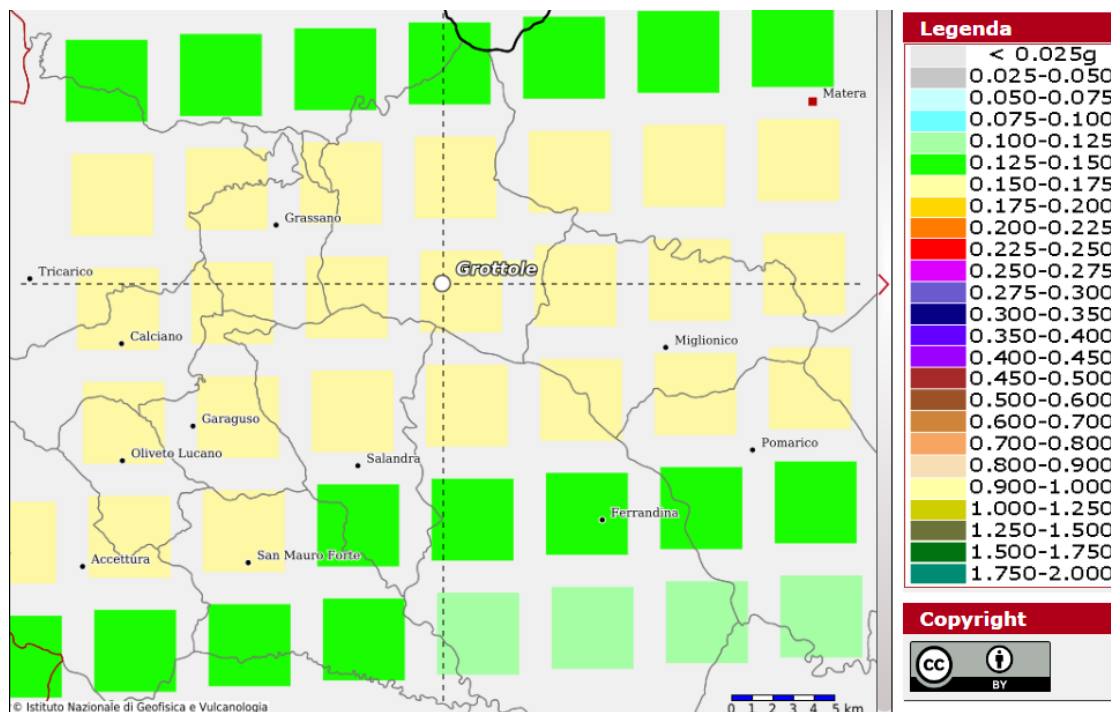 Matera
Grassano
Grottole
Tricarico
Calciano
Miglionico
Garaguso
Oliveto Lucano
Salandra
Pomarico
Ferrandina
Accettura
San Mauro Forte
© Istituto Nazionale di Geofisica e Vulcanologia
0 1 2 3 4 5 km
Legenda
< 0.025g
0.025-0.050
0.050-0.075
0.075-0.100
0.100-0.125
0.125-0.150
0.150-0.175
0.175-0.200
0.200-0.225
0.225-0.250
0.250-0.275
0.275-0.300
0.300-0.350
0.350-0.400
0.400-0.450
0.450-0.500
0.500-0.600
0.600-0.700
0.700-0.800
0.800-0.900
0.900-1.000
1.000-1.250
1.250-1.500
1.500-1.750
1.750-2.000
Copyright
cc
BY